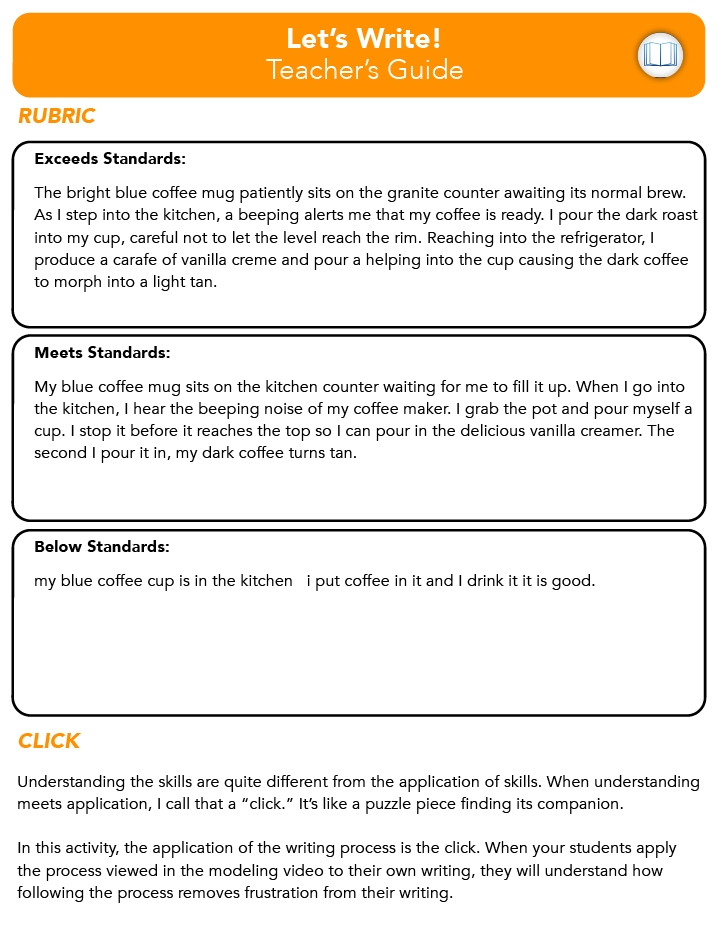 Let's Write!
Teacher's Guide
RUBRIC
Exceeds Standards:
The bright blue coffee mug patiently sits on the granite counter awaiting its normal brew.
As I step into the kitchen, a beeping alerts me that my coffee is ready. I pour the dark roast
into my cup, careful not to let the level reach the rim. Reaching into the refrigerator, I
produce a carafe of vanilla creme and pour a helping into the cup causing the dark coffee
to morph into a light tan.
Meets Standards:
My blue coffee mug sits on the kitchen counter waiting for me to fill it up. When I go into
the kitchen, I hear the beeping noise of my coffee maker. I grab the pot and pour myself a
cup. I stop it before it reaches the top so I can pour in the delicious vanilla creamer. The
second I pour it in, my dark coffee turns tan.
Below Standards:
my blue coffee cup is in the kitchen   i put coffee in it and I drink it it is good.
CLICK
Understanding the skills are quite different from the application of skills. When understanding
meets application, I call that a “click.” It’s like a puzzle piece finding its companion.
In this activity, the application of the writing process is the click. When your students apply
the process viewed in the modeling video to their own writing, they will understand how
following the process removes frustration from their writing.